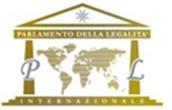 PARLAMENTO DELLA LEGALITA'
P L
INTERNAZIONALE